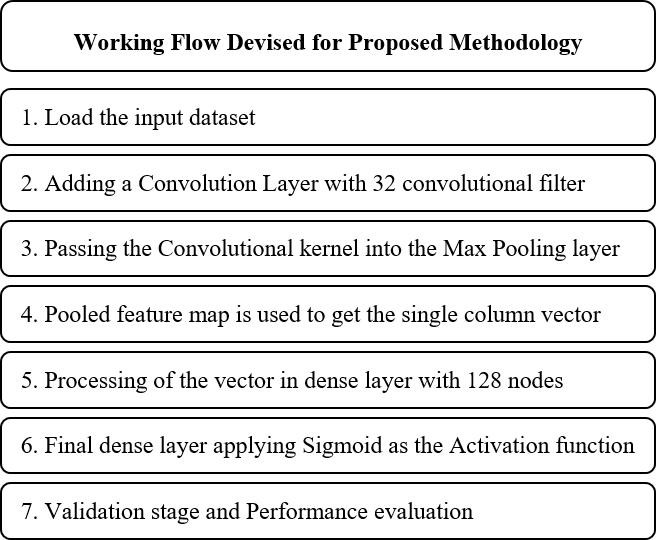 Working Flow Devised for Proposed Methodology
1. Load the input dataset
2. Adding a Convolution Layer with 32 convolutional filter
3. Passing the Convolutional kernel into the Max Pooling layer
4. Pooled feature map is used to get the single column vector
5. Processing of the vector in dense layer with 128 nodes
6. Final dense layer applying Sigmoid as the Activation function
7. Validation stage and Performance evaluation